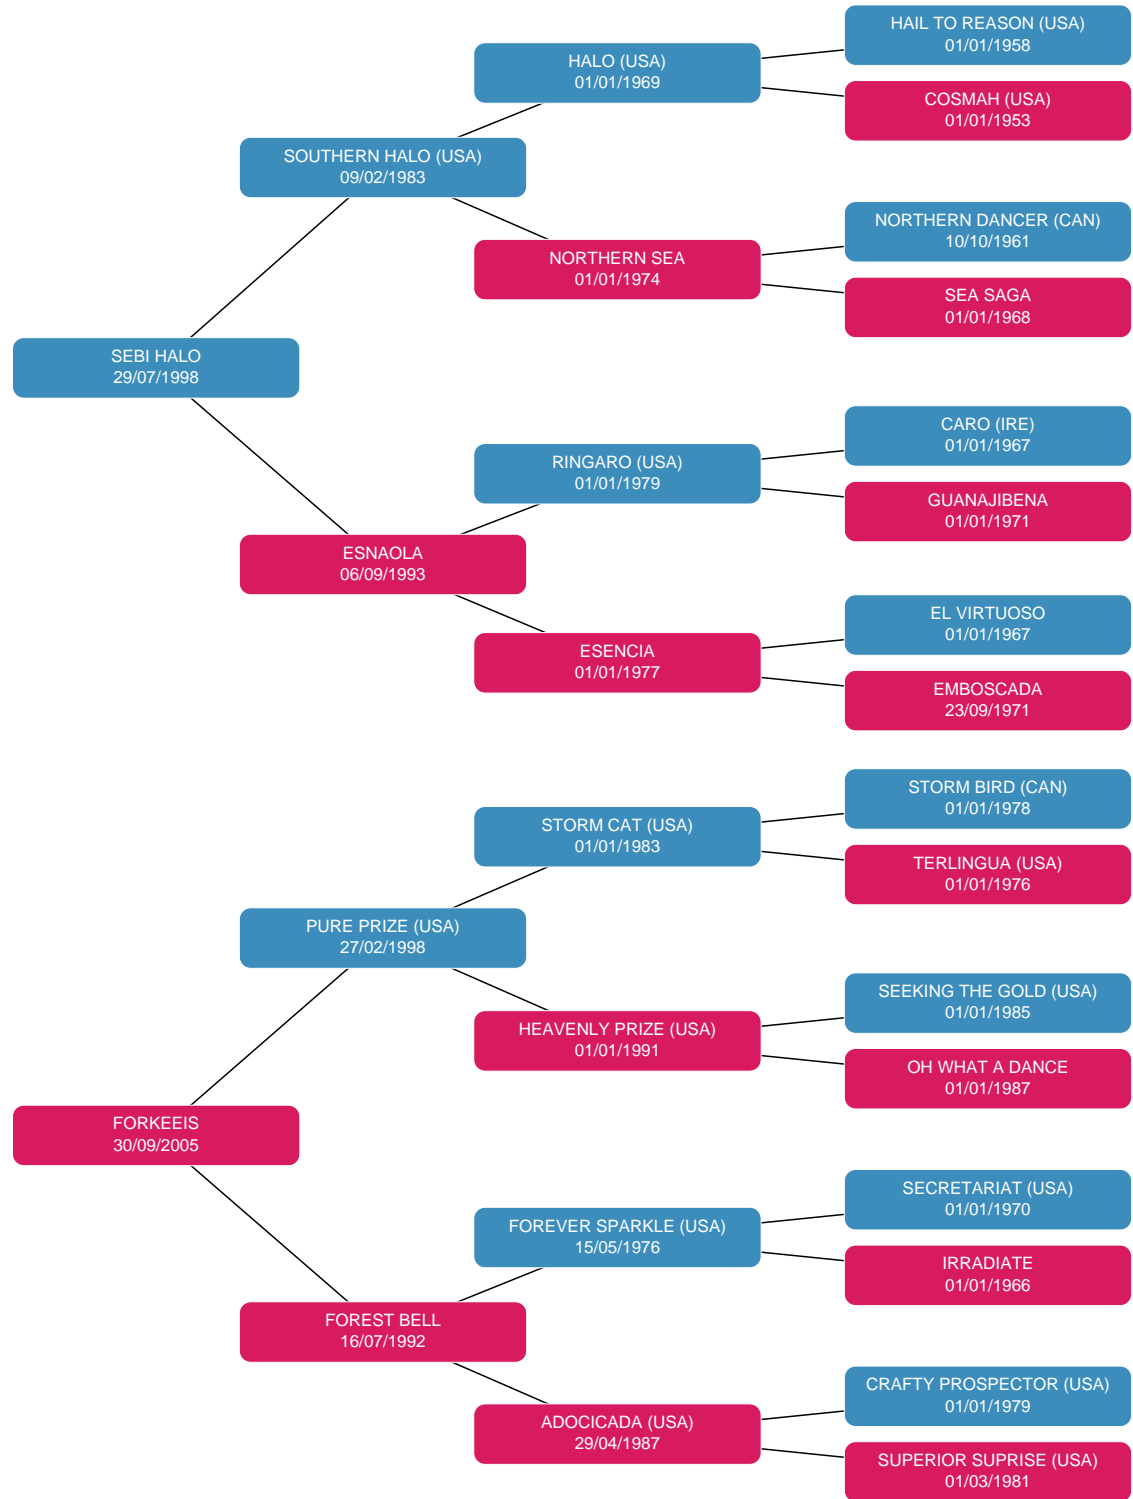 HAIL TO REASON (USA)
01/01/1958
HALO (USA)
01/01/1969
COSMAH (USA)
01/01/1953
SOUTHERN HALO (USA)
09/02/1983
NORTHERN DANCER (CAN)
10/10/1961
NORTHERN SEA
01/01/1974
SEA SAGA
01/01/1968
SEBI HALO
29/07/1998
CARO (IRE)
01/01/1967
RINGARO (USA)
01/01/1979
GUANAJIBENA
01/01/1971
ESNAOLA
06/09/1993
EL VIRTUOSO
01/01/1967
ESENCIA
01/01/1977
EMBOSCADA
23/09/1971
STORM BIRD (CAN)
01/01/1978
STORM CAT (USA)
01/01/1983
TERLINGUA (USA)
01/01/1976
PURE PRIZE (USA)
27/02/1998
SEEKING THE GOLD (USA)
01/01/1985
HEAVENLY PRIZE (USA)
01/01/1991
OH WHAT A DANCE
01/01/1987
FORKEEIS
30/09/2005
SECRETARIAT (USA)
01/01/1970
FOREVER SPARKLE (USA)
15/05/1976
IRRADIATE
01/01/1966
FOREST BELL
16/07/1992
CRAFTY PROSPECTOR (USA)
01/01/1979
ADOCICADA (USA)
29/04/1987
SUPERIOR SUPRISE (USA)
01/03/1981